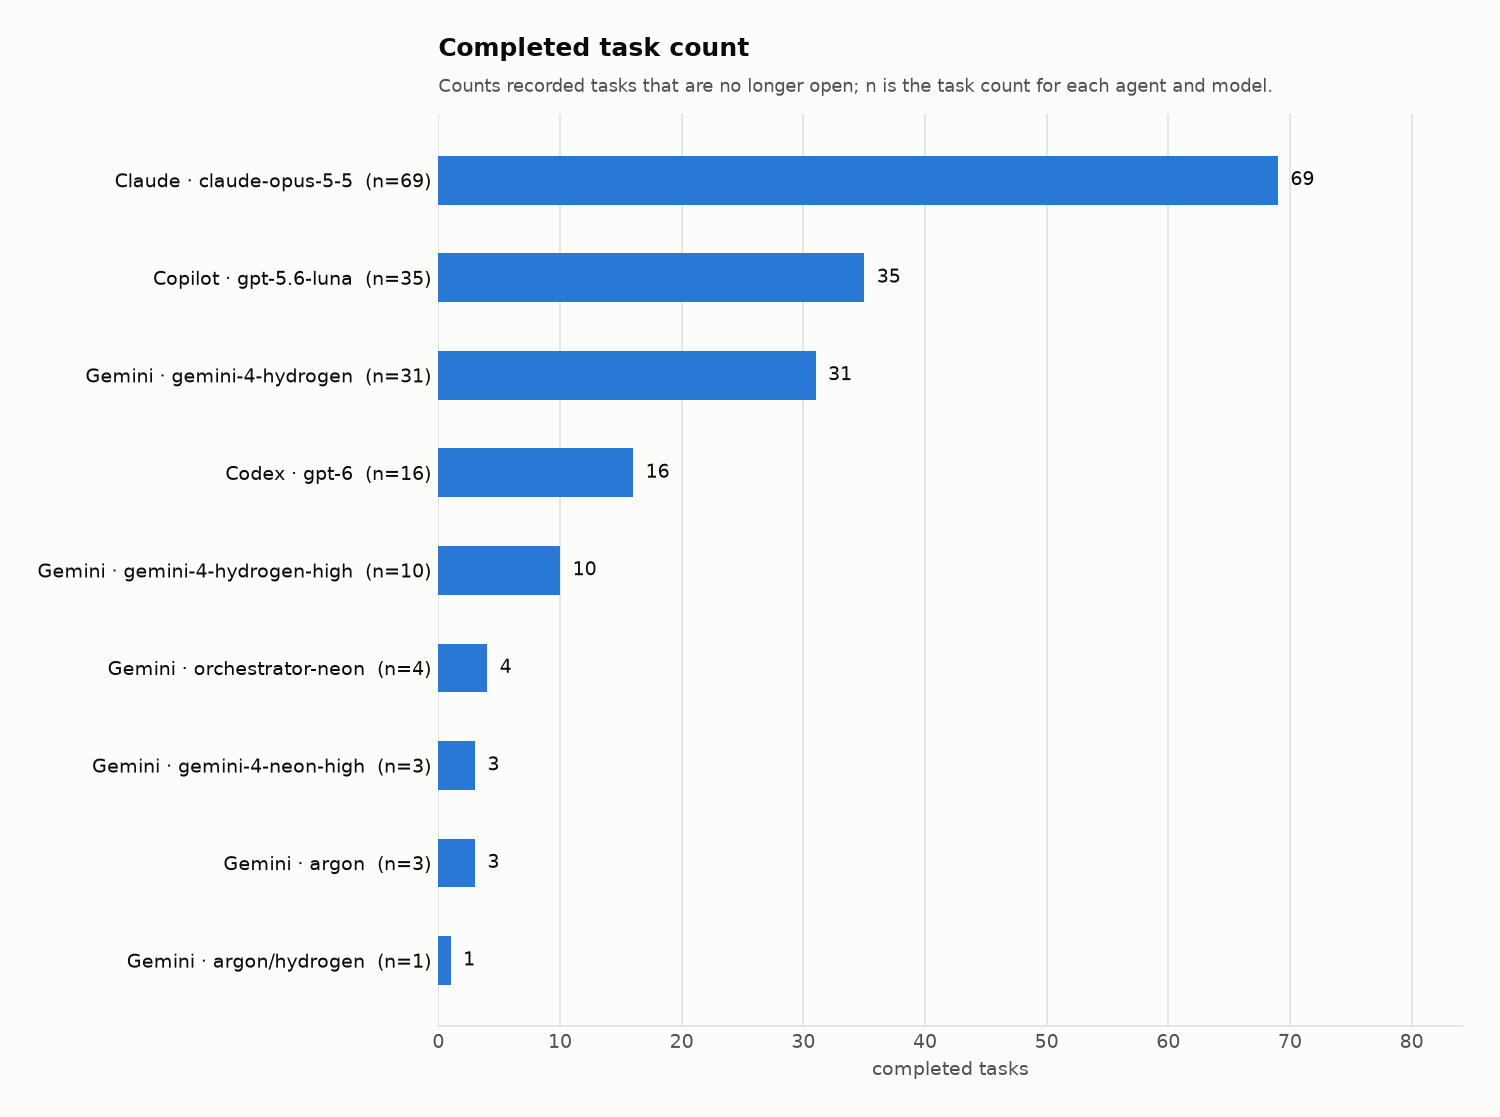 Completed task count
Counts recorded tasks that are no longer open; n is the task count for each agent and model.
Claude · claude-opus-5-5 (n=69) 69
Copilot · gpt-5.6-luna (n=35) 35
Gemini · gemini-4-hydrogen (n=31) 31
Codex · gpt-6 (n=16) 16
Gemini · gemini-4-hydrogen-high (n=10) 10
Gemini · orchestrator-neon (n=4) 4
Gemini · gemini-4-neon-high (n=3) 3
Gemini · argon (n=3) 3
Gemini · argon/hydrogen (n=1) 1
0 10 20 30 40 50 60 70 80
completed tasks